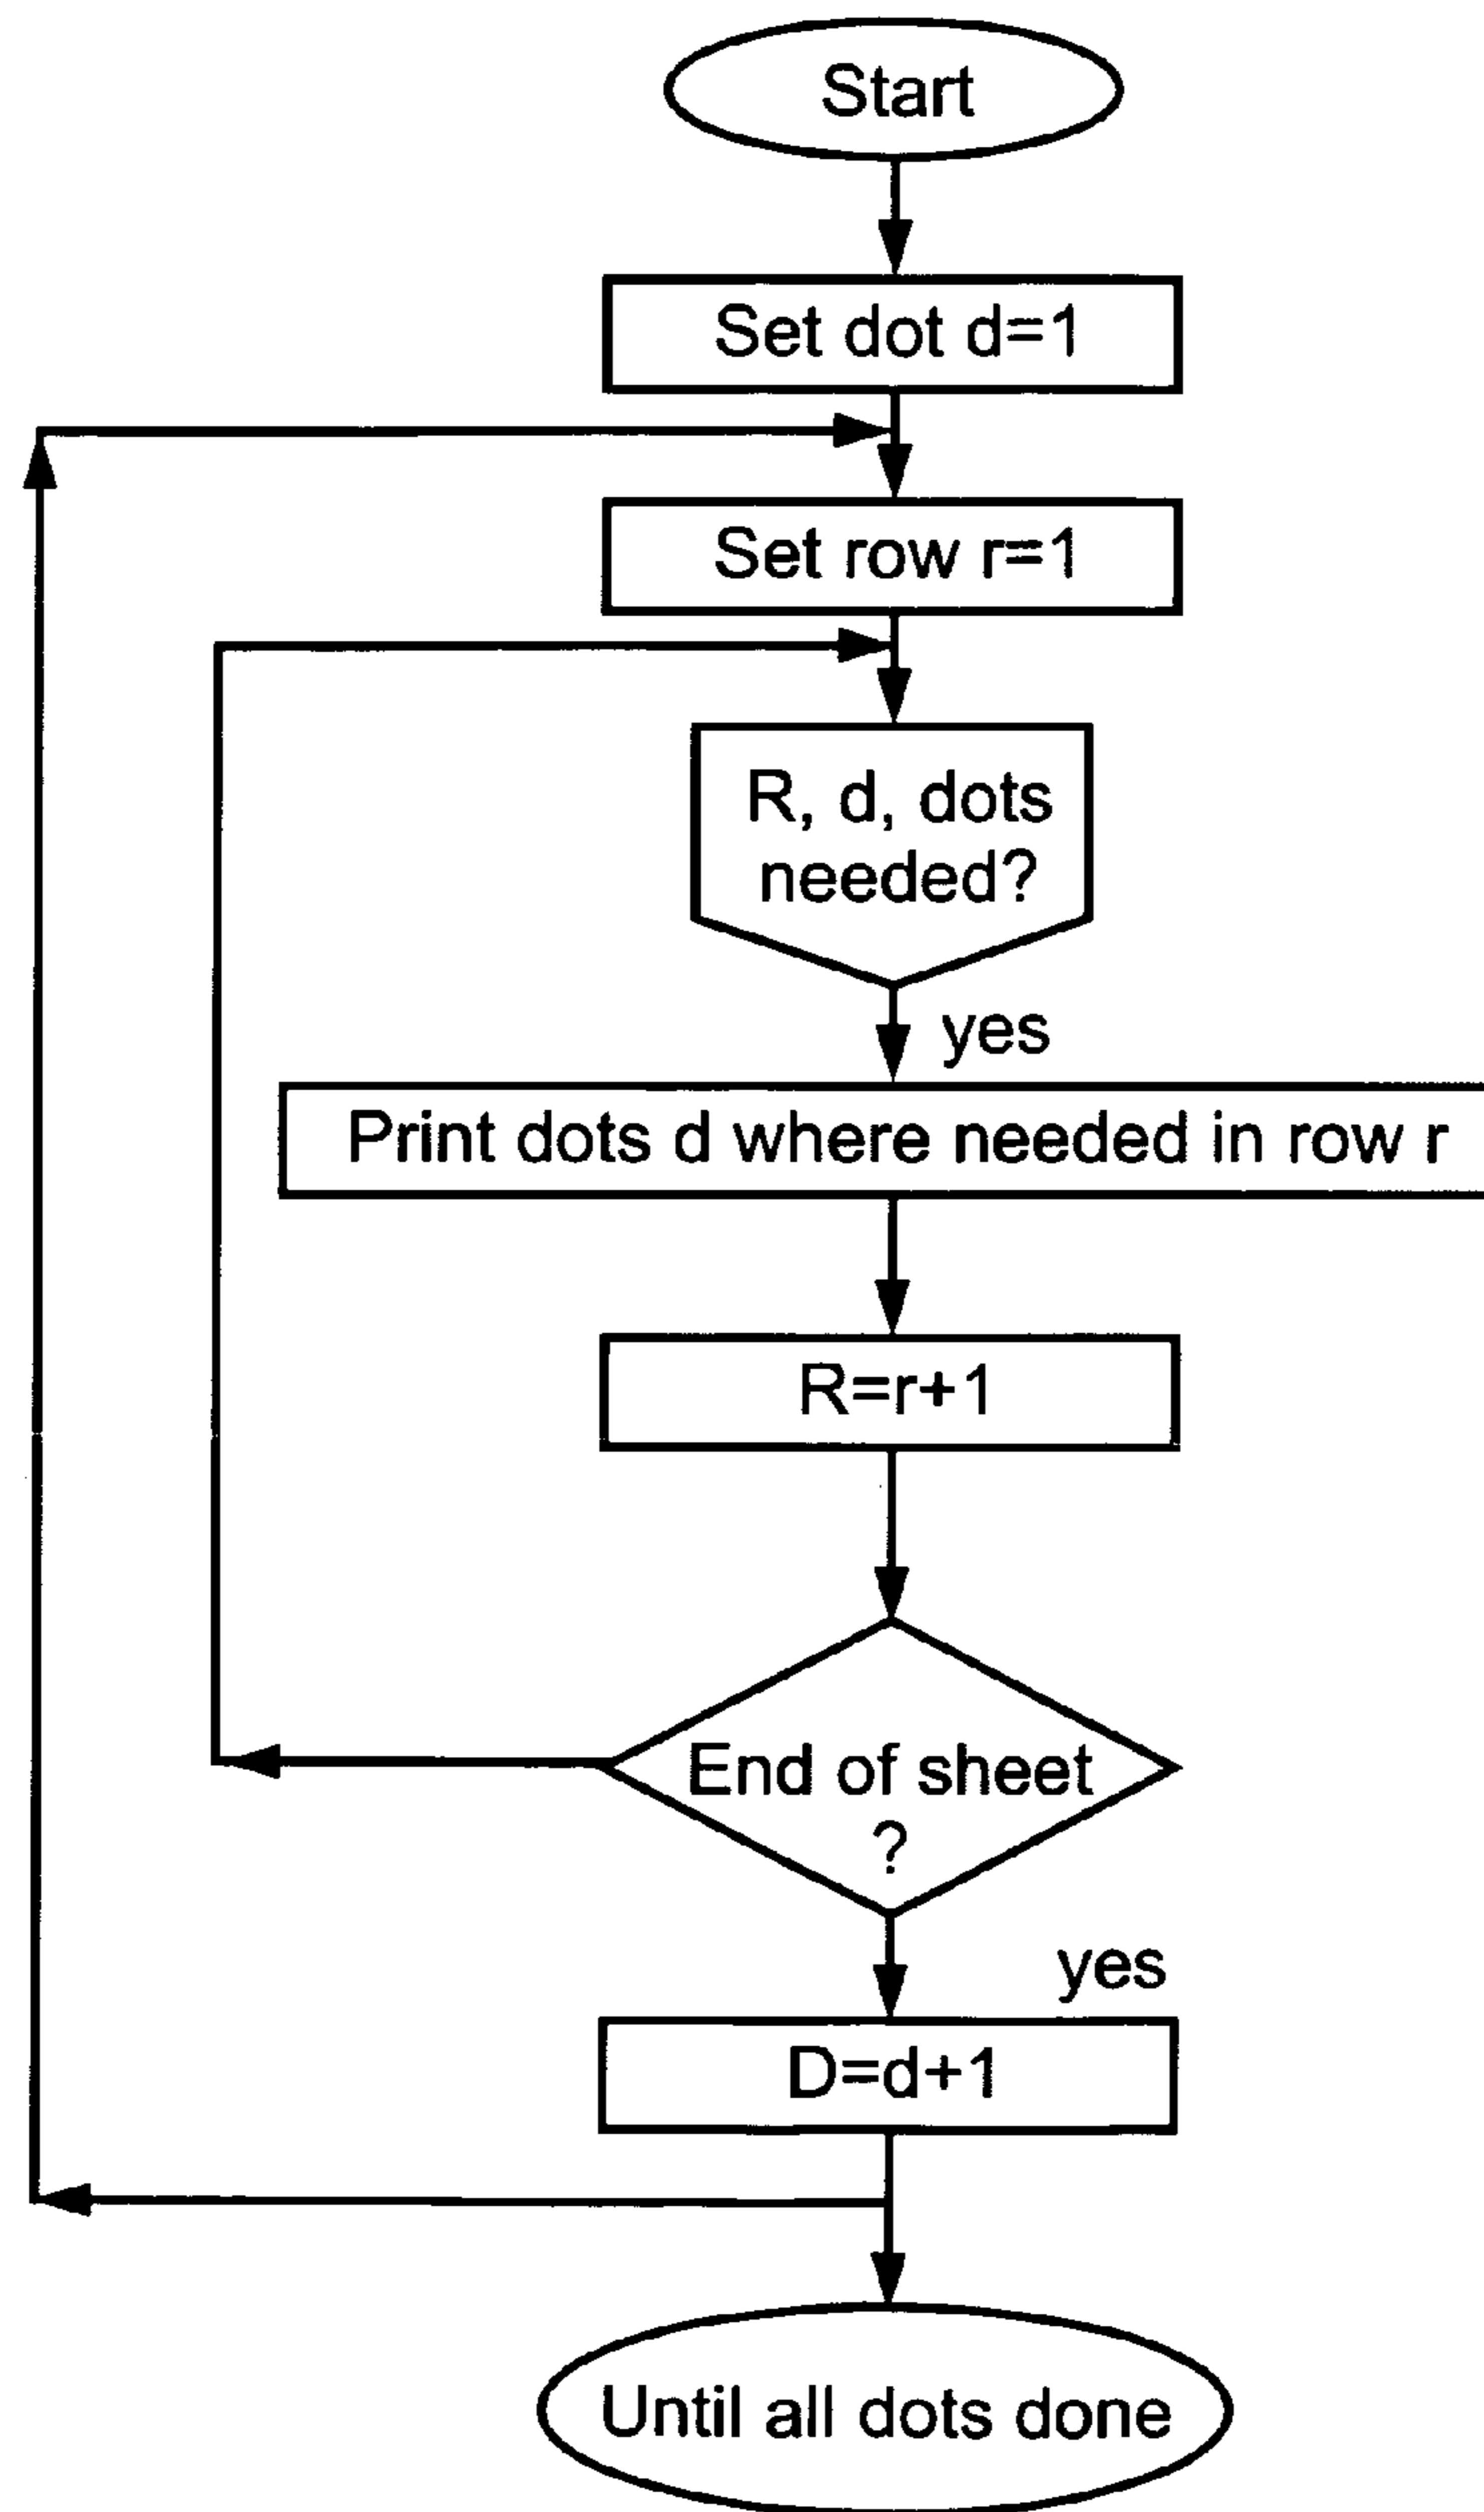 Start
Set dot d=1
Set row r=1
R, d, dots
needed?
yes
Print dots d where needed in row r
R=r+1
End of sheet
?
yes
D=d+1
Until all dots done